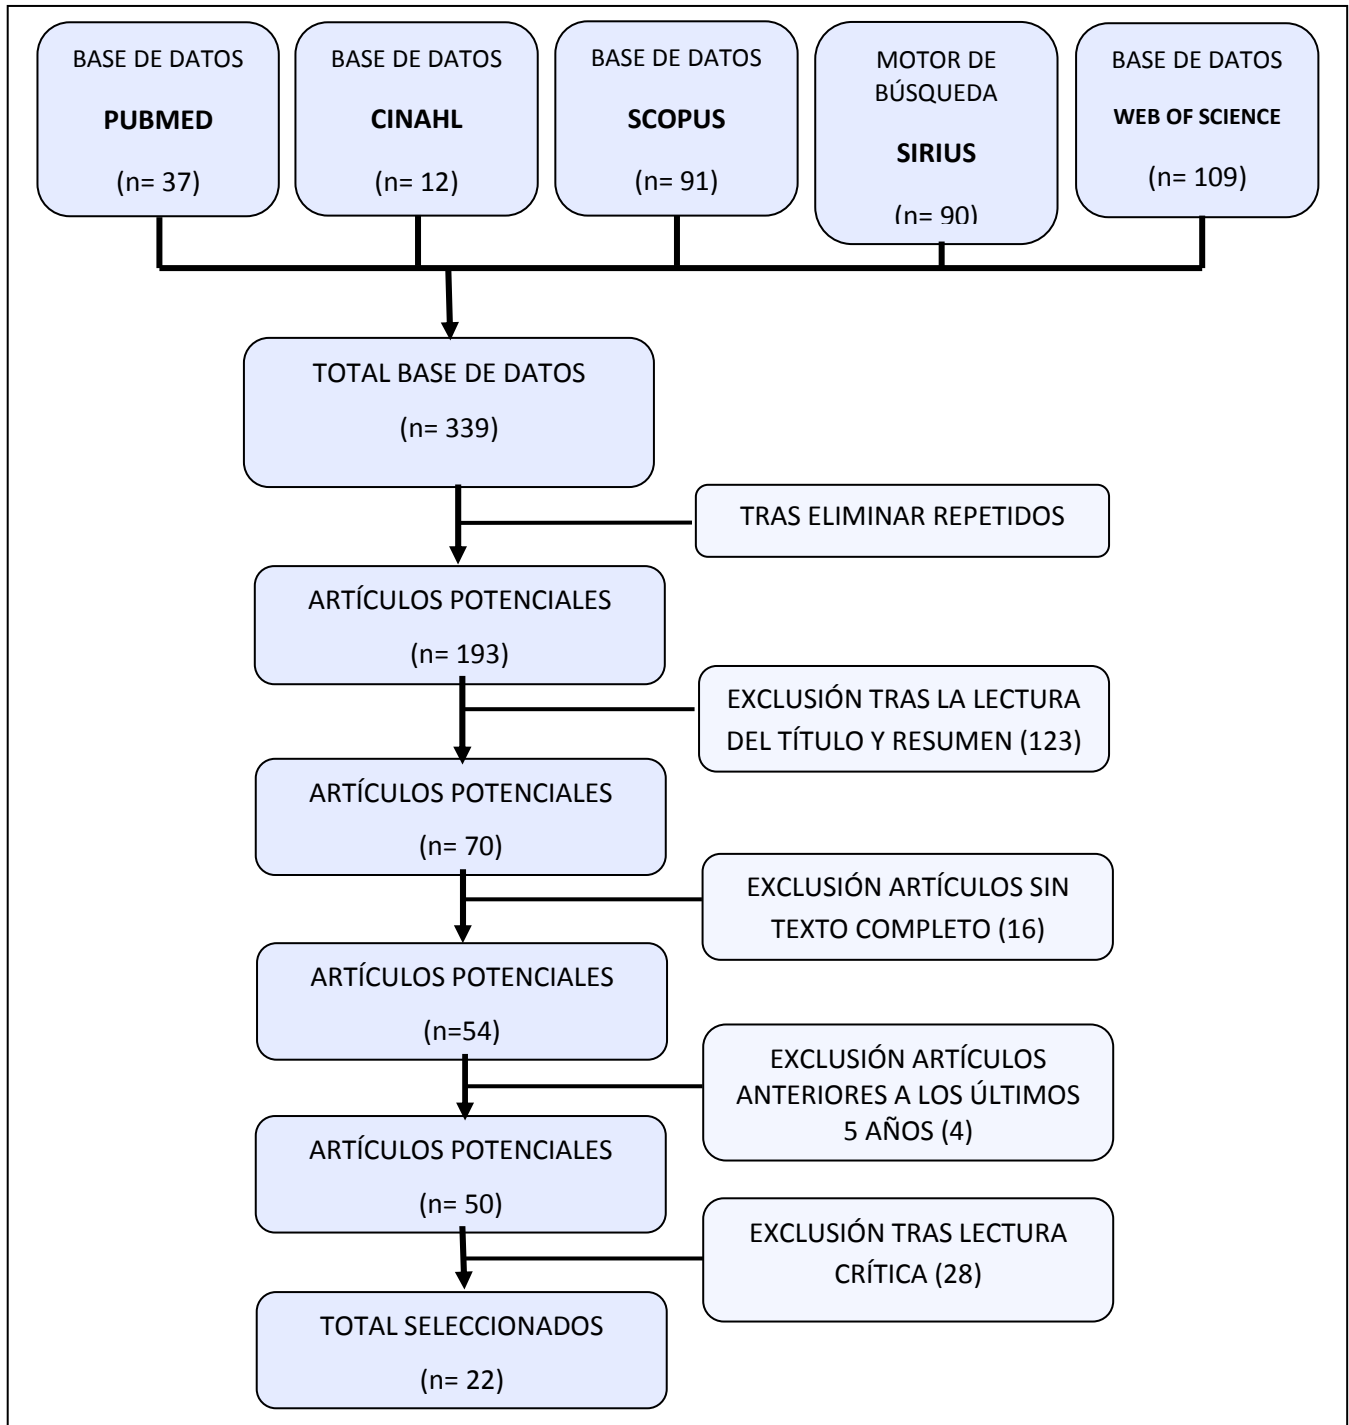 BASE DE DATOS
PUBMED
(n= 37)
BASE DE DATOS
CINAHL
(n= 12)
BASE DE DATOS
SCOPUS
(n= 91)
MOTOR DE
BÚSQUEDA
SIRIUS
(n= 90)
BASE DE DATOS
WEB OF SCIENCE
(n= 109)
TOTAL BASE DE DATOS
(n= 339)
TRAS ELIMINAR REPETIDOS
ARTÍCULOS POTENCIALES
(n= 193)
EXCLUSIÓN TRAS LA LECTURA
DEL TÍTULO Y RESUMEN (123)
ARTÍCULOS POTENCIALES
(n= 70)
EXCLUSIÓN ARTÍCULOS SIN
TEXTO COMPLETO (16)
ARTÍCULOS POTENCIALES
(n=54)
EXCLUSIÓN ARTÍCULOS
ANTERIORES A LOS ÚLTIMOS
5 AÑOS (4)
ARTÍCULOS POTENCIALES
(n= 50)
EXCLUSIÓN TRAS LECTURA
CRÍTICA (28)
TOTAL SELECCIONADOS
(n= 22)